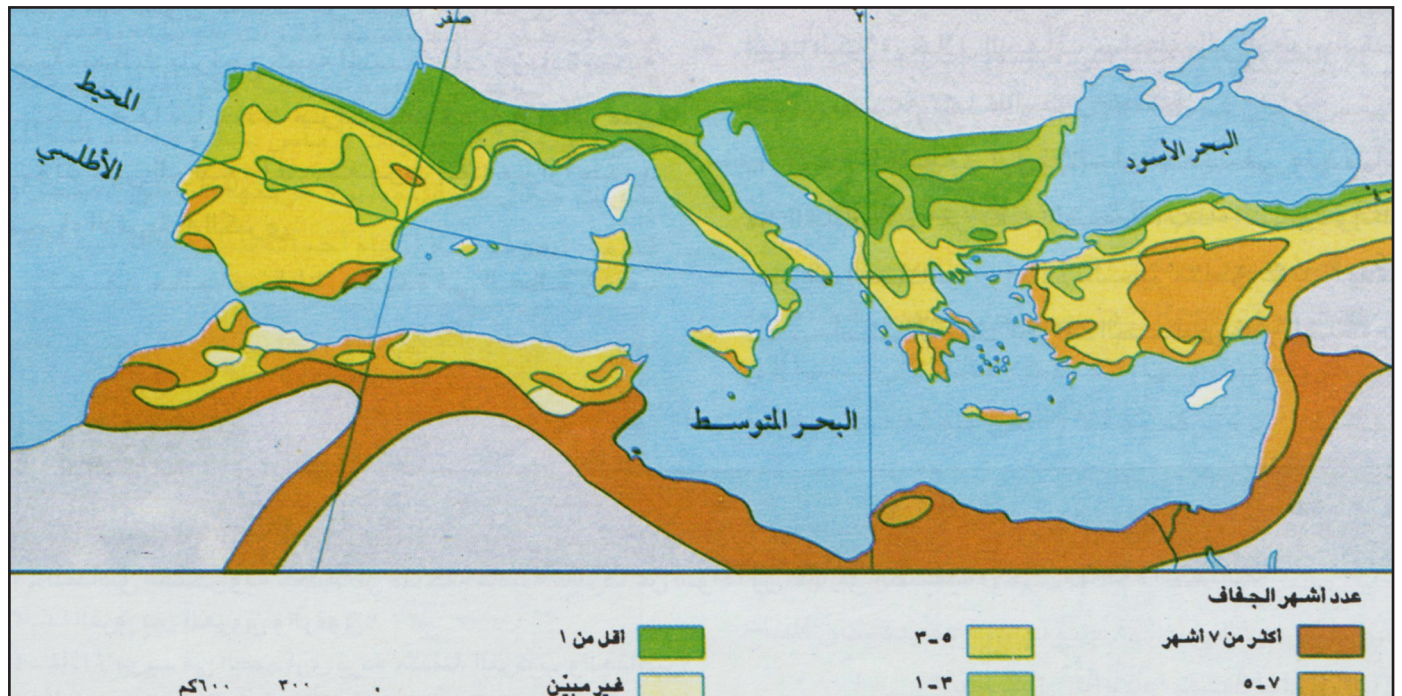 صفر
٢٠
المحيط
الأطلسي
البحر الأسود
٤٠
البحر المتوسط
عدد أشهر الجفاف
أكثر من ٧ أشهر
٥-٣
أقل من ١
٧-٥
٣-١
غير مبيّن
٠ ٣٠٠ ٦٠٠كم